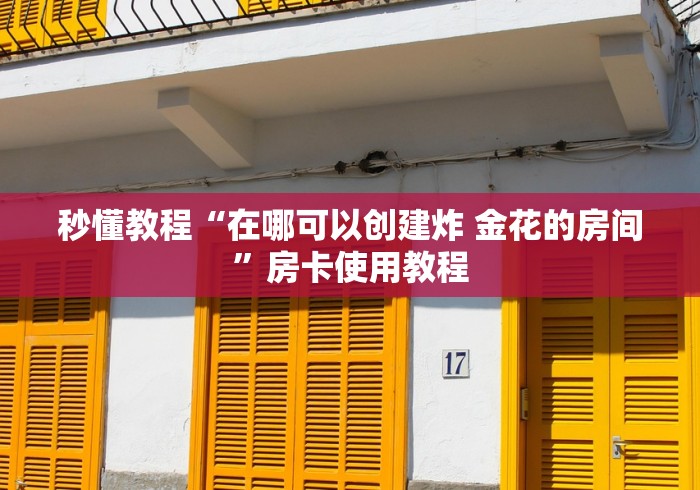 秒懂教程“在哪可以创建炸 金花的房间
”房卡使用教程
17